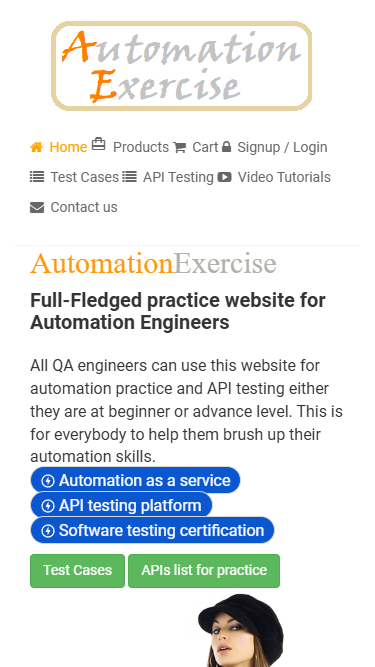 Automation
Exercise
Home Products Cart Signup / Login
Test Cases API Testing Video Tutorials
Contact us
AutomationExercise
Full-Fledged practice website for
Automation Engineers
All QA engineers can use this website for
automation practice and API testing either
they are at beginner or advance level. This is
for everybody to help them brush up their
automation skills.
Automation as a service
API testing platform
Software testing certification
Test Cases APIs list for practice